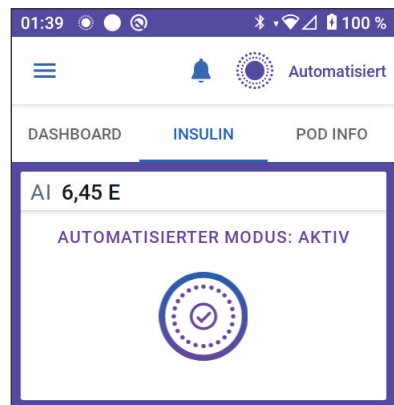 01:39 100 %
Automatisiert
DASHBOARD INSULIN POD INFO
AI 6,45 E
AUTOMATISIERTER MODUS: AKTIV